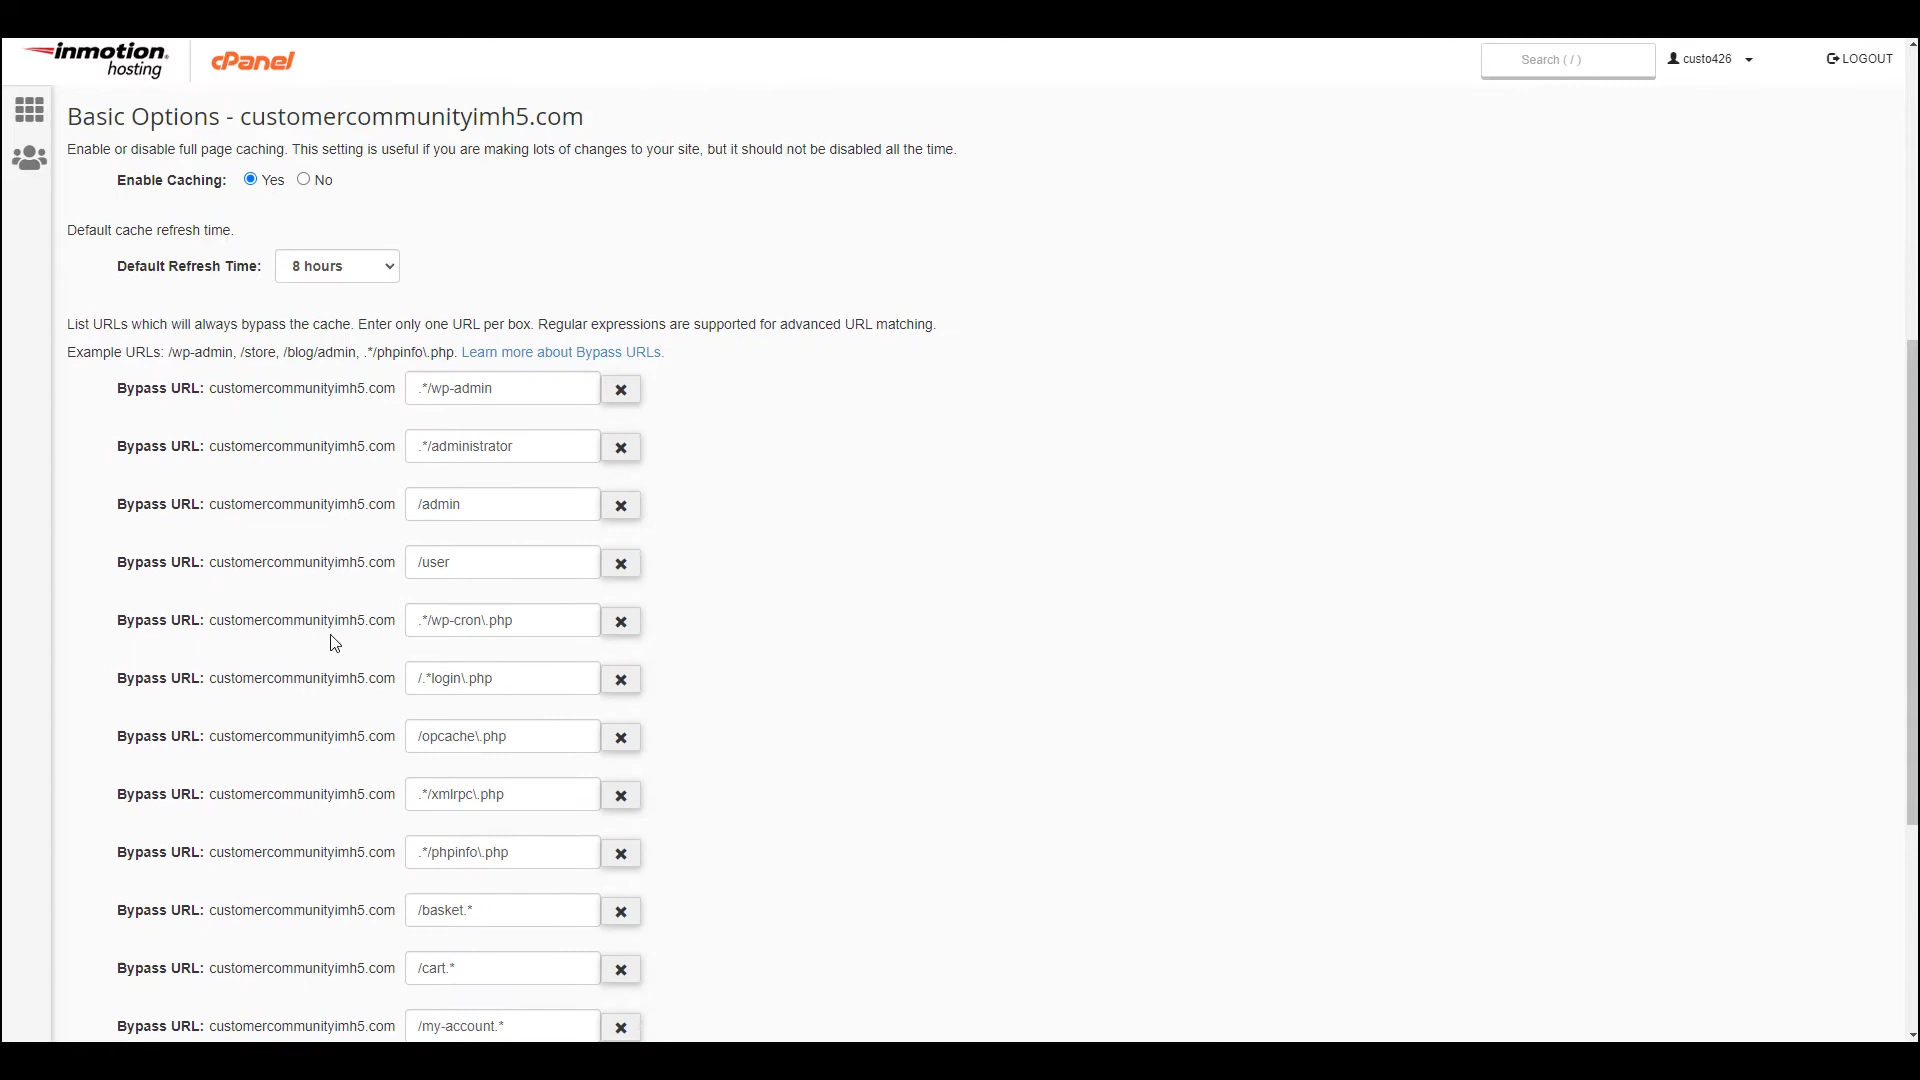 inmotion hosting
cPanel
Search ( / )
custo426
LOGOUT
Basic Options - customercommunityimh5.com
Enable or disable full page caching. This setting is useful if you are making lots of changes to your site, but it should not be disabled all the time.
Enable Caching: Yes No
Default cache refresh time.
Default Refresh Time: 8 hours
List URLs which will always bypass the cache. Enter only one URL per box. Regular expressions are supported for advanced URL matching.
Example URLs: /wp-admin, /store, /blog/admin, .*/phpinfo\.php. Learn more about Bypass URLs.
Bypass URL: customercommunityimh5.com .*/wp-admin
Bypass URL: customercommunityimh5.com .*/administrator
Bypass URL: customercommunityimh5.com /admin
Bypass URL: customercommunityimh5.com /user
Bypass URL: customercommunityimh5.com .*/wp-cron\.php
Bypass URL: customercommunityimh5.com /.*login\.php
Bypass URL: customercommunityimh5.com /opcache\.php
Bypass URL: customercommunityimh5.com .*/xmlrpc\.php
Bypass URL: customercommunityimh5.com .*/phpinfo\.php
Bypass URL: customercommunityimh5.com /basket.*
Bypass URL: customercommunityimh5.com /cart.*
Bypass URL: customercommunityimh5.com /my-account.*